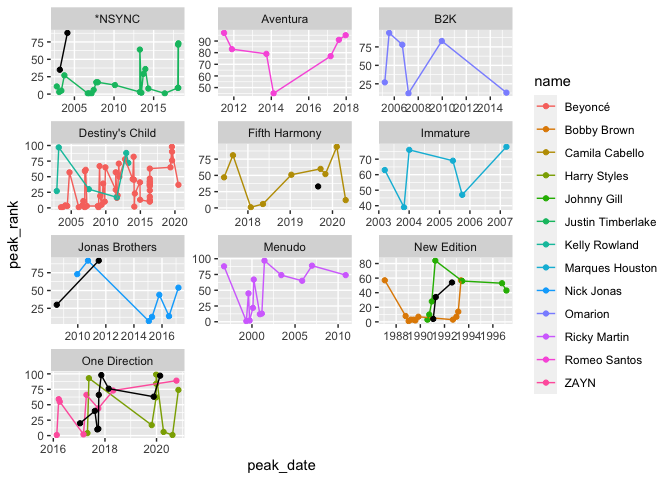 *NSYNC Aventura B2K
75 50 25 0
90 80 70 60 50
75 50 25
2005 2010 2015
2012 2014 2016 2018
2006 2008 2010 2012 2014
Destiny's Child Fifth Harmony Immature
100 75 50 25 0
75 50 25 0
70 60 50 40
2005 2010 2015 2020
2018 2019 2020
2003 2004 2005 2006 2007
Jonas Brothers Menudo New Edition
75 50 25
100 75 50 25 0
80 60 40 20 0
2010 2012 2014 2016
2000 2005 2010
1988 1990 1992 1994 1996
One Direction
100 75 50 25 0
2016 2018 2020
peak_rank
peak_date
name
Beyoncé
Bobby Brown
Camila Cabello
Harry Styles
Johnny Gill
Justin Timberlake
Kelly Rowland
Marques Houston
Nick Jonas
Omarion
Ricky Martin
Romeo Santos
ZAYN